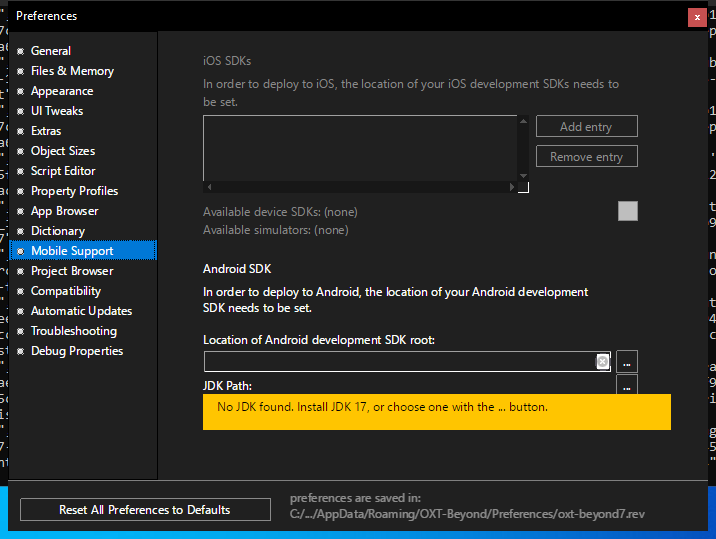 Preferences
x
General
Files & Memory
Appearance
UI Tweaks
Extras
Object Sizes
Script Editor
Property Profiles
App Browser
Dictionary
Mobile Support
Project Browser
Compatibility
Automatic Updates
Troubleshooting
Debug Properties
iOS SDKs
In order to deploy to iOS, the location of your iOS development SDKs needs to
be set.
Add entry
Remove entry
Available device SDKs: (none)
Available simulators: (none)
Android SDK
In order to deploy to Android, the location of your Android development
SDK needs to be set.
Location of Android development SDK root:
...
JDK Path:
...
No JDK found. Install JDK 17, or choose one with the ... button.
Reset All Preferences to Defaults
preferences are saved in:
C:/.../AppData/Roaming/OXT-Beyond/Preferences/oxt-beyond7.rev